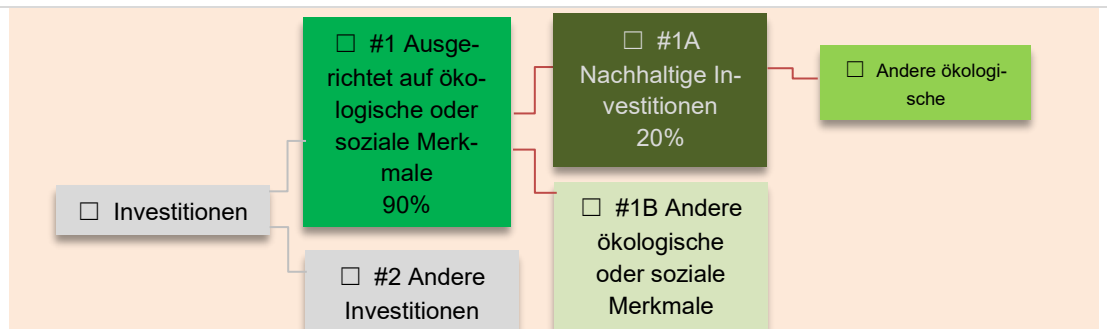 ☐ Investitionen
☐ #1 Ausge-
richtet auf öko-
logische oder
soziale Merk-
male
90%
☐ #2 Andere
Investitionen
☐ #1A
Nachhaltige In-
vestitionen
20%
☐ #1B Andere
ökologische
oder soziale
Merkmale
☐ Andere ökologi-
sche